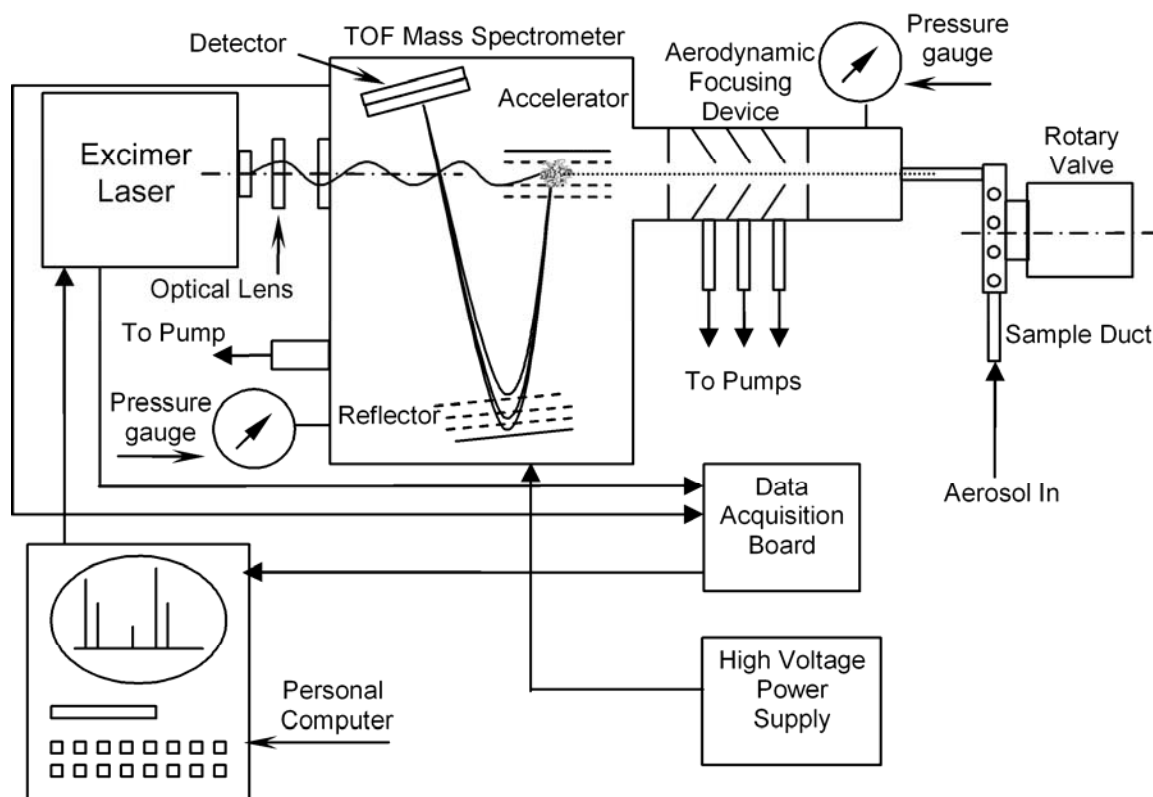 Detector
TOF Mass Spectrometer
Aerodynamic
Focusing
Device
Pressure
gauge
Accelerator
Excimer
Laser
Rotary
Valve
Optical Lens
To Pump
Sample Duct
To Pumps
Pressure
gauge
Reflector
Aerosol In
Data
Acquisition
Board
High Voltage
Power
Supply
Personal
Computer